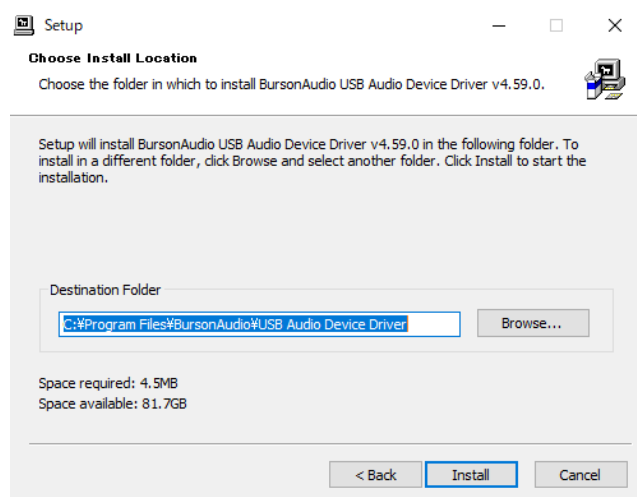 Setup
Choose Install Location
Choose the folder in which to install BursonAudio USB Audio Device Driver v4.59.0.
Setup will install BursonAudio USB Audio Device Driver v4.59.0 in the following folder. To
install in a different folder, click Browse and select another folder. Click Install to start the
installation.
Destination Folder
C:¥Program Files¥BursonAudio¥USB Audio Device Driver
Browse...
Space required: 4.5MB
Space available: 81.7GB
< Back
Install
Cancel